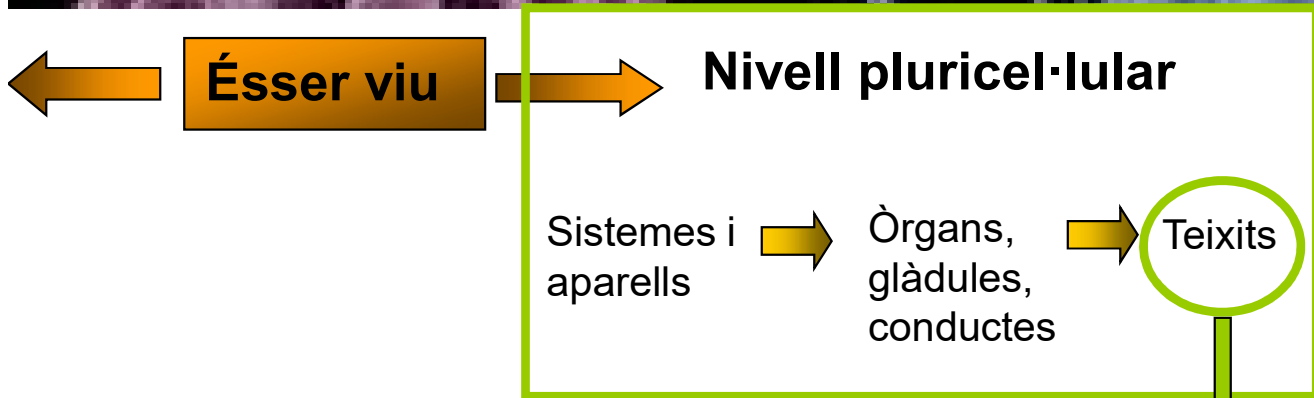 Ésser viu
Nivell pluricel·lular
Sistemes i
aparells
Òrgans,
glàdules,
conductes
Teixits